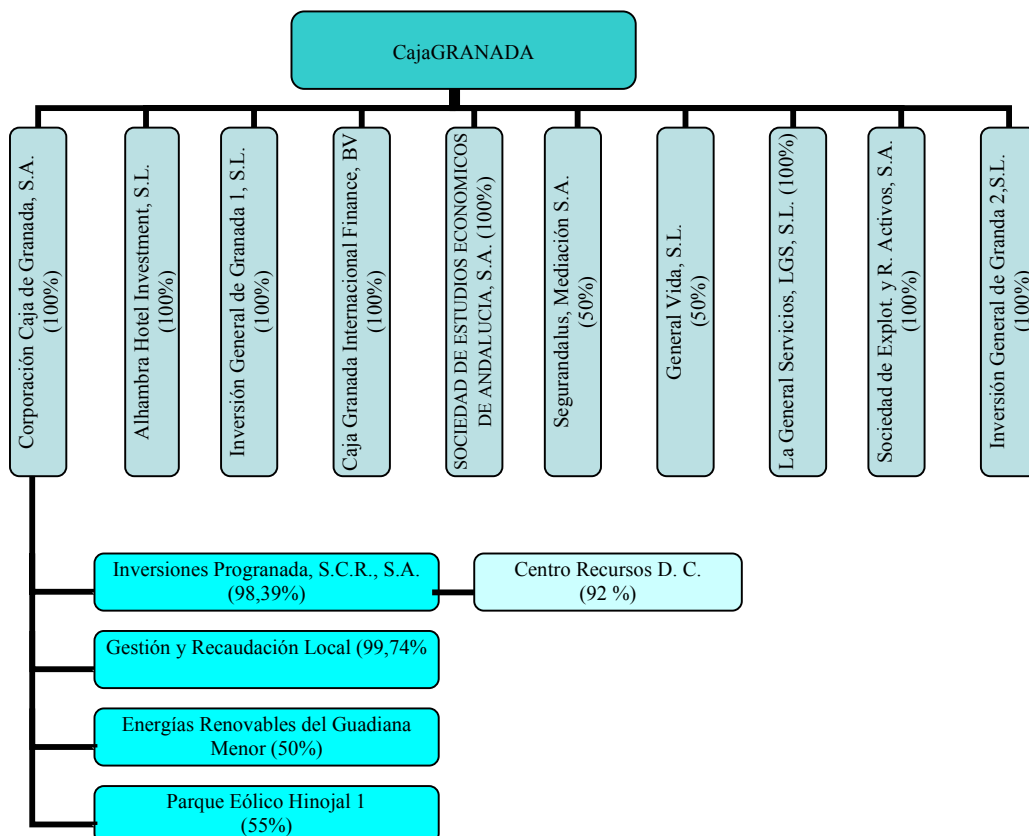 CajaGRANADA
Corporación Caja de Granada, S.A.
(100%)
Alhambra Hotel Investment, S.L.
(100%)
Inversión General de Granada 1, S.L.
(100%)
Caja Granada Internacional Finance, BV
(100%)
SOCIEDAD DE ESTUDIOS ECONOMICOS
DE ANDALUCIA, S.A. (100%)
Segurandalus, Mediación S.A.
(50%)
General Vida, S.L.
(50%)
La General Servicios, LGS, S.L. (100%)
Sociedad de Explot. y R. Activos, S.A.
(100%)
Inversión General de Granda 2,S.L.
(100%)
Inversiones Progranada, S.C.R., S.A.
(98,39%)
Centro Recursos D. C.
(92 %)
Gestión y Recaudación Local (99,74%
Energías Renovables del Guadiana
Menor (50%)
Parque Eólico Hinojal 1
(55%)